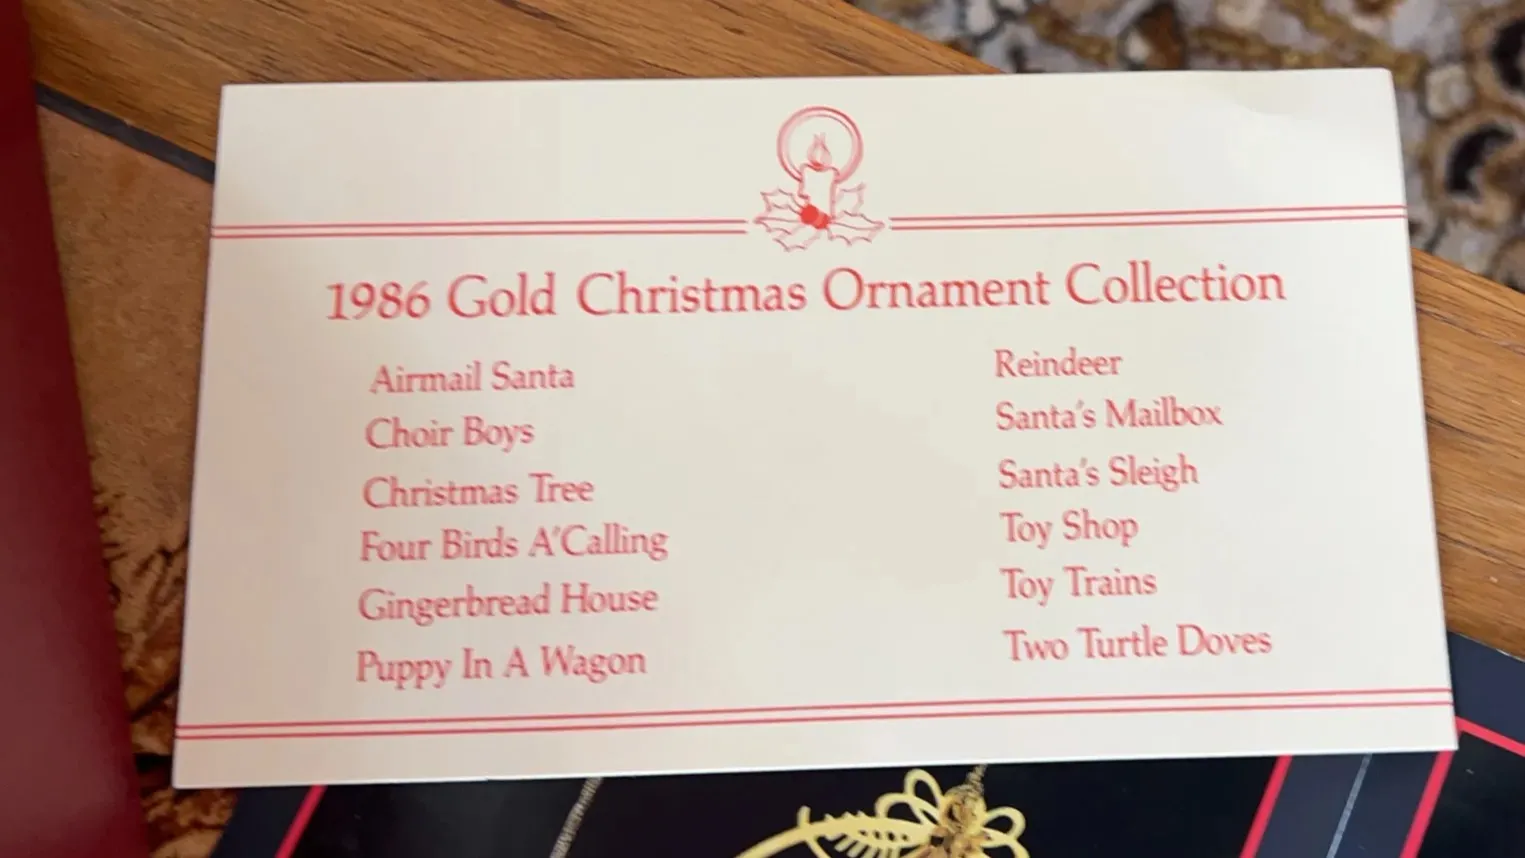 1986 Gold Christmas Ornament Collection
Airmail Santa
Choir Boys
Christmas Tree
Four Birds A'Calling
Gingerbread House
Puppy In A Wagon
Reindeer
Santa's Mailbox
Santa's Sleigh
Toy Shop
Toy Trains
Two Turtle Doves